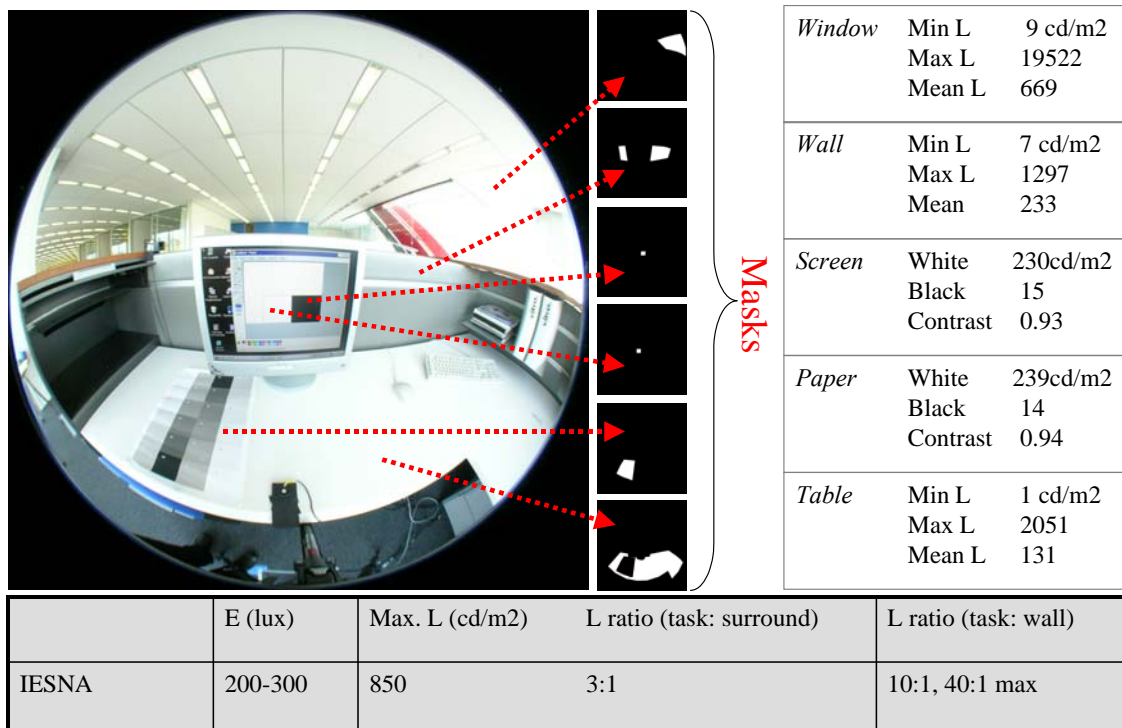 Window Min L 9 cd/m2
Max L 19522
Mean L 669
Wall Min L 7 cd/m2
Max L 1297
Mean 233
Screen White 230cd/m2
Black 15
Contrast 0.93
Paper White 239cd/m2
Black 14
Contrast 0.94
Table Min L 1 cd/m2
Max L 2051
Mean L 131
Masks
E (lux) Max. L (cd/m2) L ratio (task: surround) L ratio (task: wall)
IESNA 200-300 850 3:1 10:1, 40:1 max